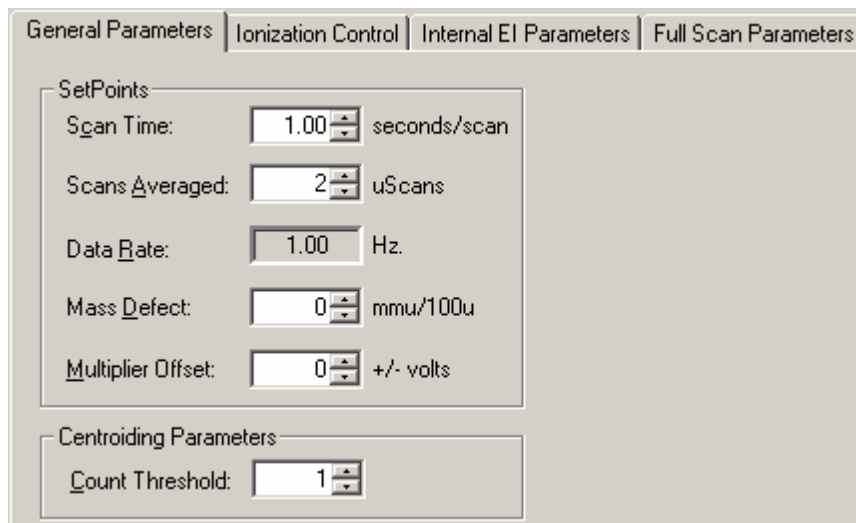 General Parameters Ionization Control Internal EI Parameters Full Scan Parameters
SetPoints
Scan Time: 1.00 seconds/scan
Scans Averaged: 2 uScans
Data Rate: 1.00 Hz.
Mass Defect: 0 mmu/100u
Multiplier Offset: 0 +/- volts
Centroiding Parameters
Count Threshold: 1